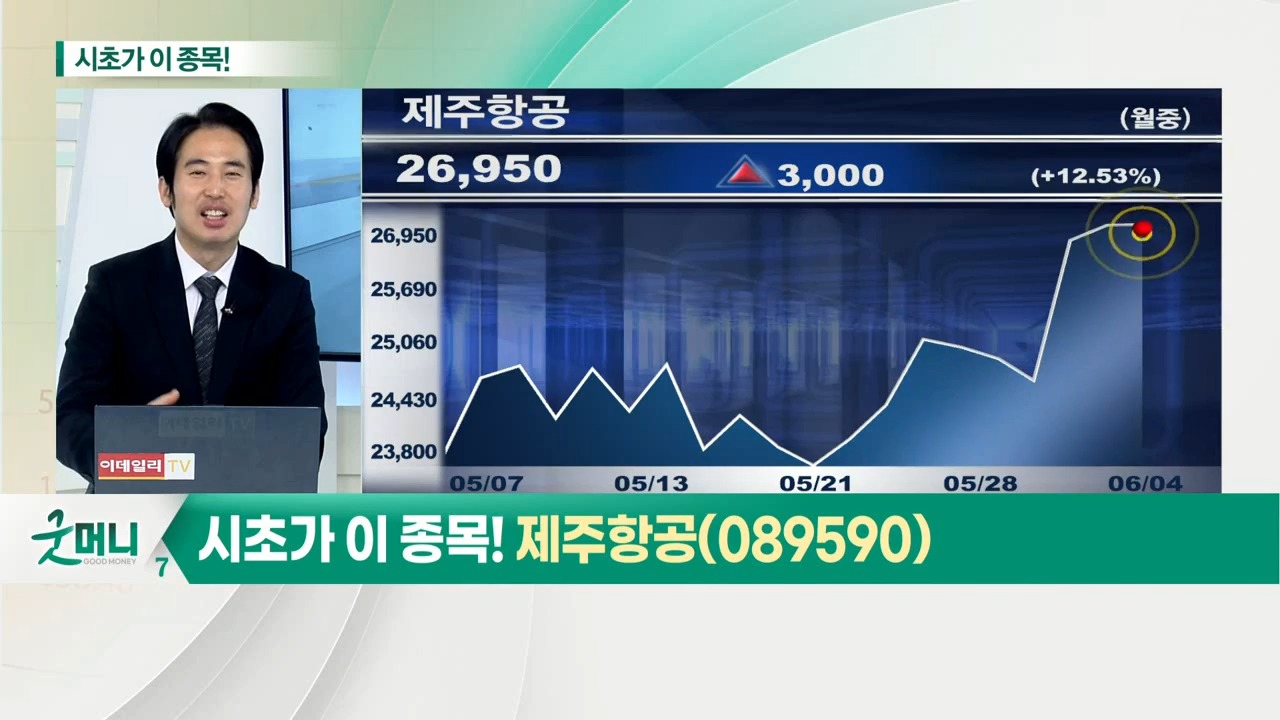 시초가 이 종목!
제주항공
(월중)
26,950
3,000
(+12.53%)
26,950
25,690
25,060
24,430
23,800
05/07
05/13
05/21
05/28
06/04
이데일리 TV
굿머니
GOOD MONEY
7
시초가 이 종목! 제주항공(089590)
5
1